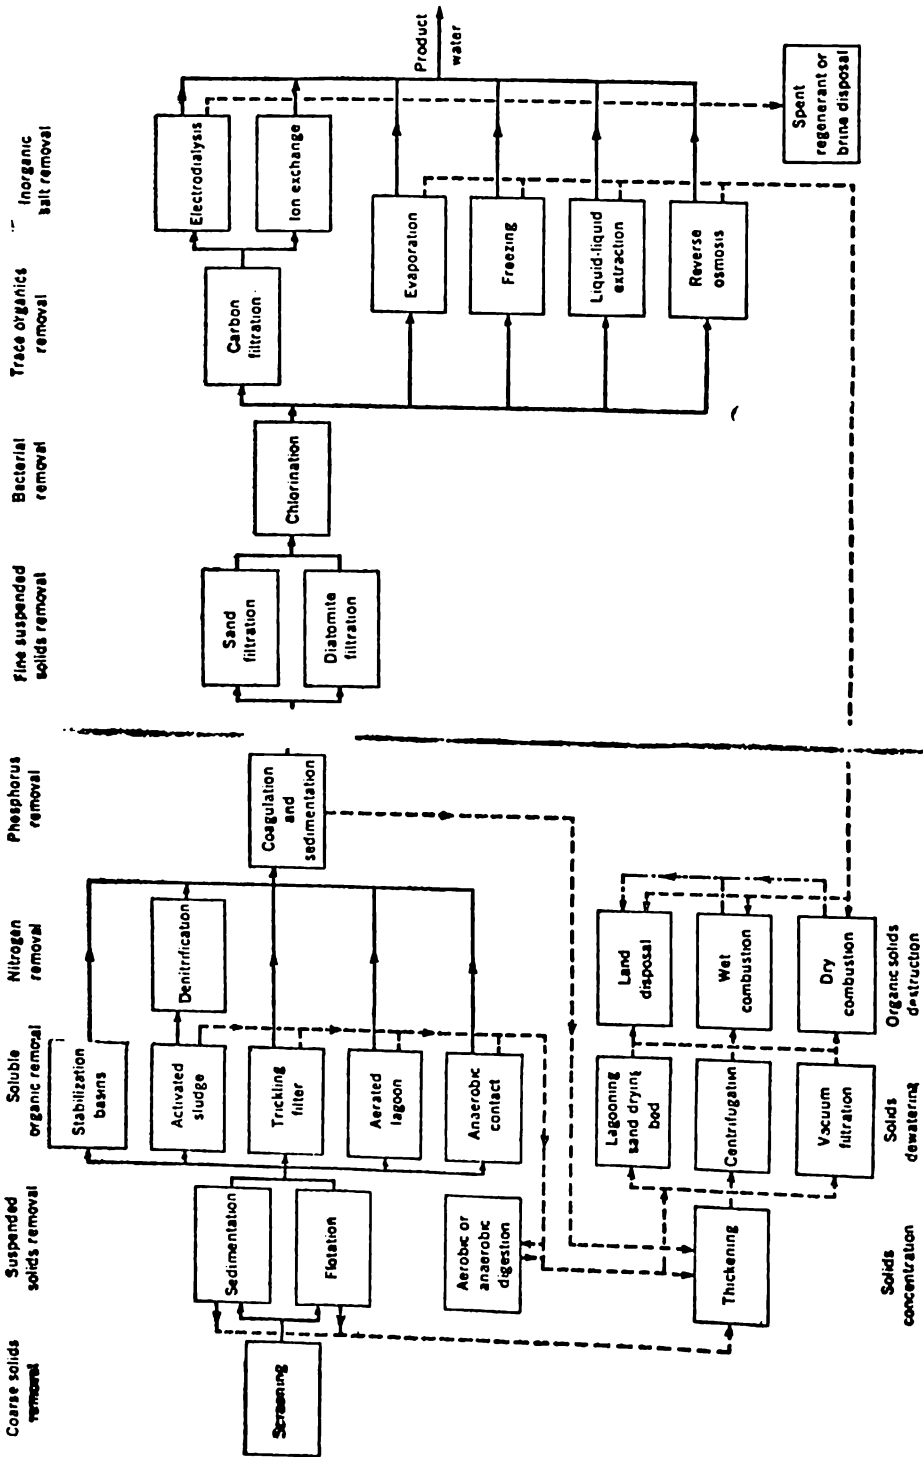 Coarse solids
removal
Suspended
solids removal
Soluble
organic removal
Nitrogen
removal
Phosphorus
removal
Fine suspended
solids removal
Bacterial
removal
Trace organics
removal
Inorganic
salt removal
Screening
Sedimentation
Flotation
Stabilization
basins
Activated
sludge
Trickling
filter
Aerated
lagoon
Anaerobic
contact
Denitrification
Coagulation
and
sedimentation
Sand
filtration
Diatomite
filtration
Chlorination
Carbon
filtration
Electrodialysis
Ion exchange
Evaporation
Freezing
Liquid-liquid
extraction
Reverse
osmosis
Product
water
Spent
regenerant or
brine disposal
Aerobic or
anaerobic
digestion
Thickening
Lagooning
sand drying
bed
Centrifugation
Vacuum
filtration
Land
disposal
Wet
combustion
Dry
combustion
Solids
concentration
Solids
dewatering
Organic solids
destruction